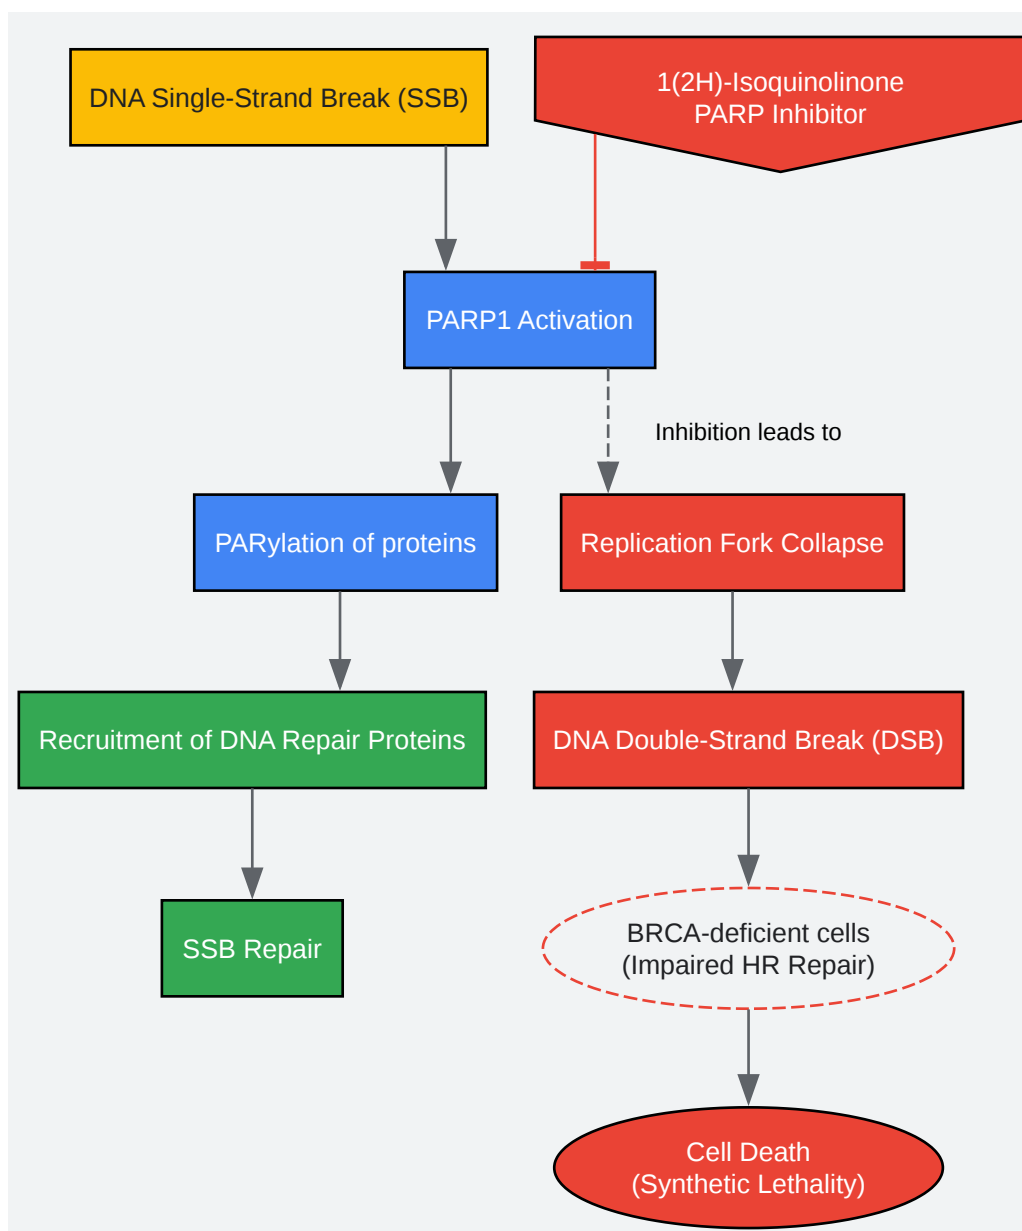 DNA Single-Strand Break (SSB)
1(2H)-Isoquinolinone
PARP Inhibitor
PARP1 Activation
Inhibition leads to
PARylation of proteins
Replication Fork Collapse
Recruitment of DNA Repair Proteins
DNA Double-Strand Break (DSB)
SSB Repair
BRCA-deficient cells
(Impaired HR Repair)
Cell Death
(Synthetic Lethality)